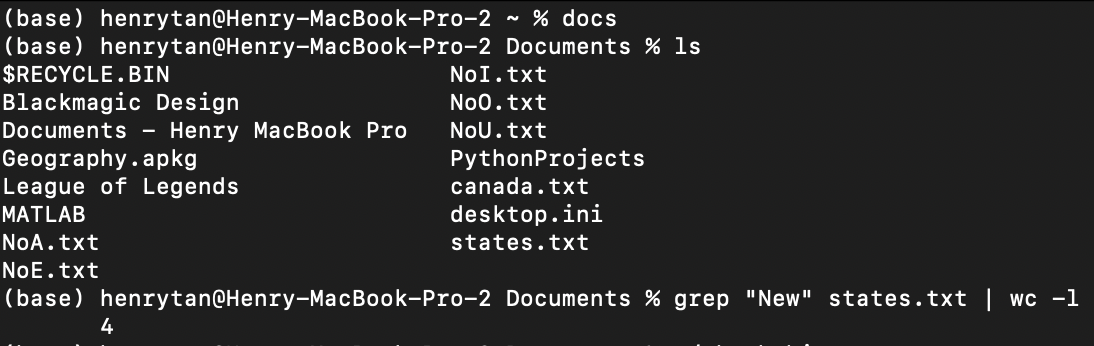 (base) henrytan@Henry-MacBook-Pro-2 ~ % docs
(base) henrytan@Henry-MacBook-Pro-2 Documents % ls
$RECYCLE.BIN                    NoI.txt
Blackmagic Design               NoO.txt
Documents - Henry MacBook Pro   NoU.txt
Geography.apkg                  PythonProjects
League of Legends               canada.txt
MATLAB                          desktop.ini
NoA.txt                         states.txt
NoE.txt
(base) henrytan@Henry-MacBook-Pro-2 Documents % grep "New" states.txt | wc -l
       4